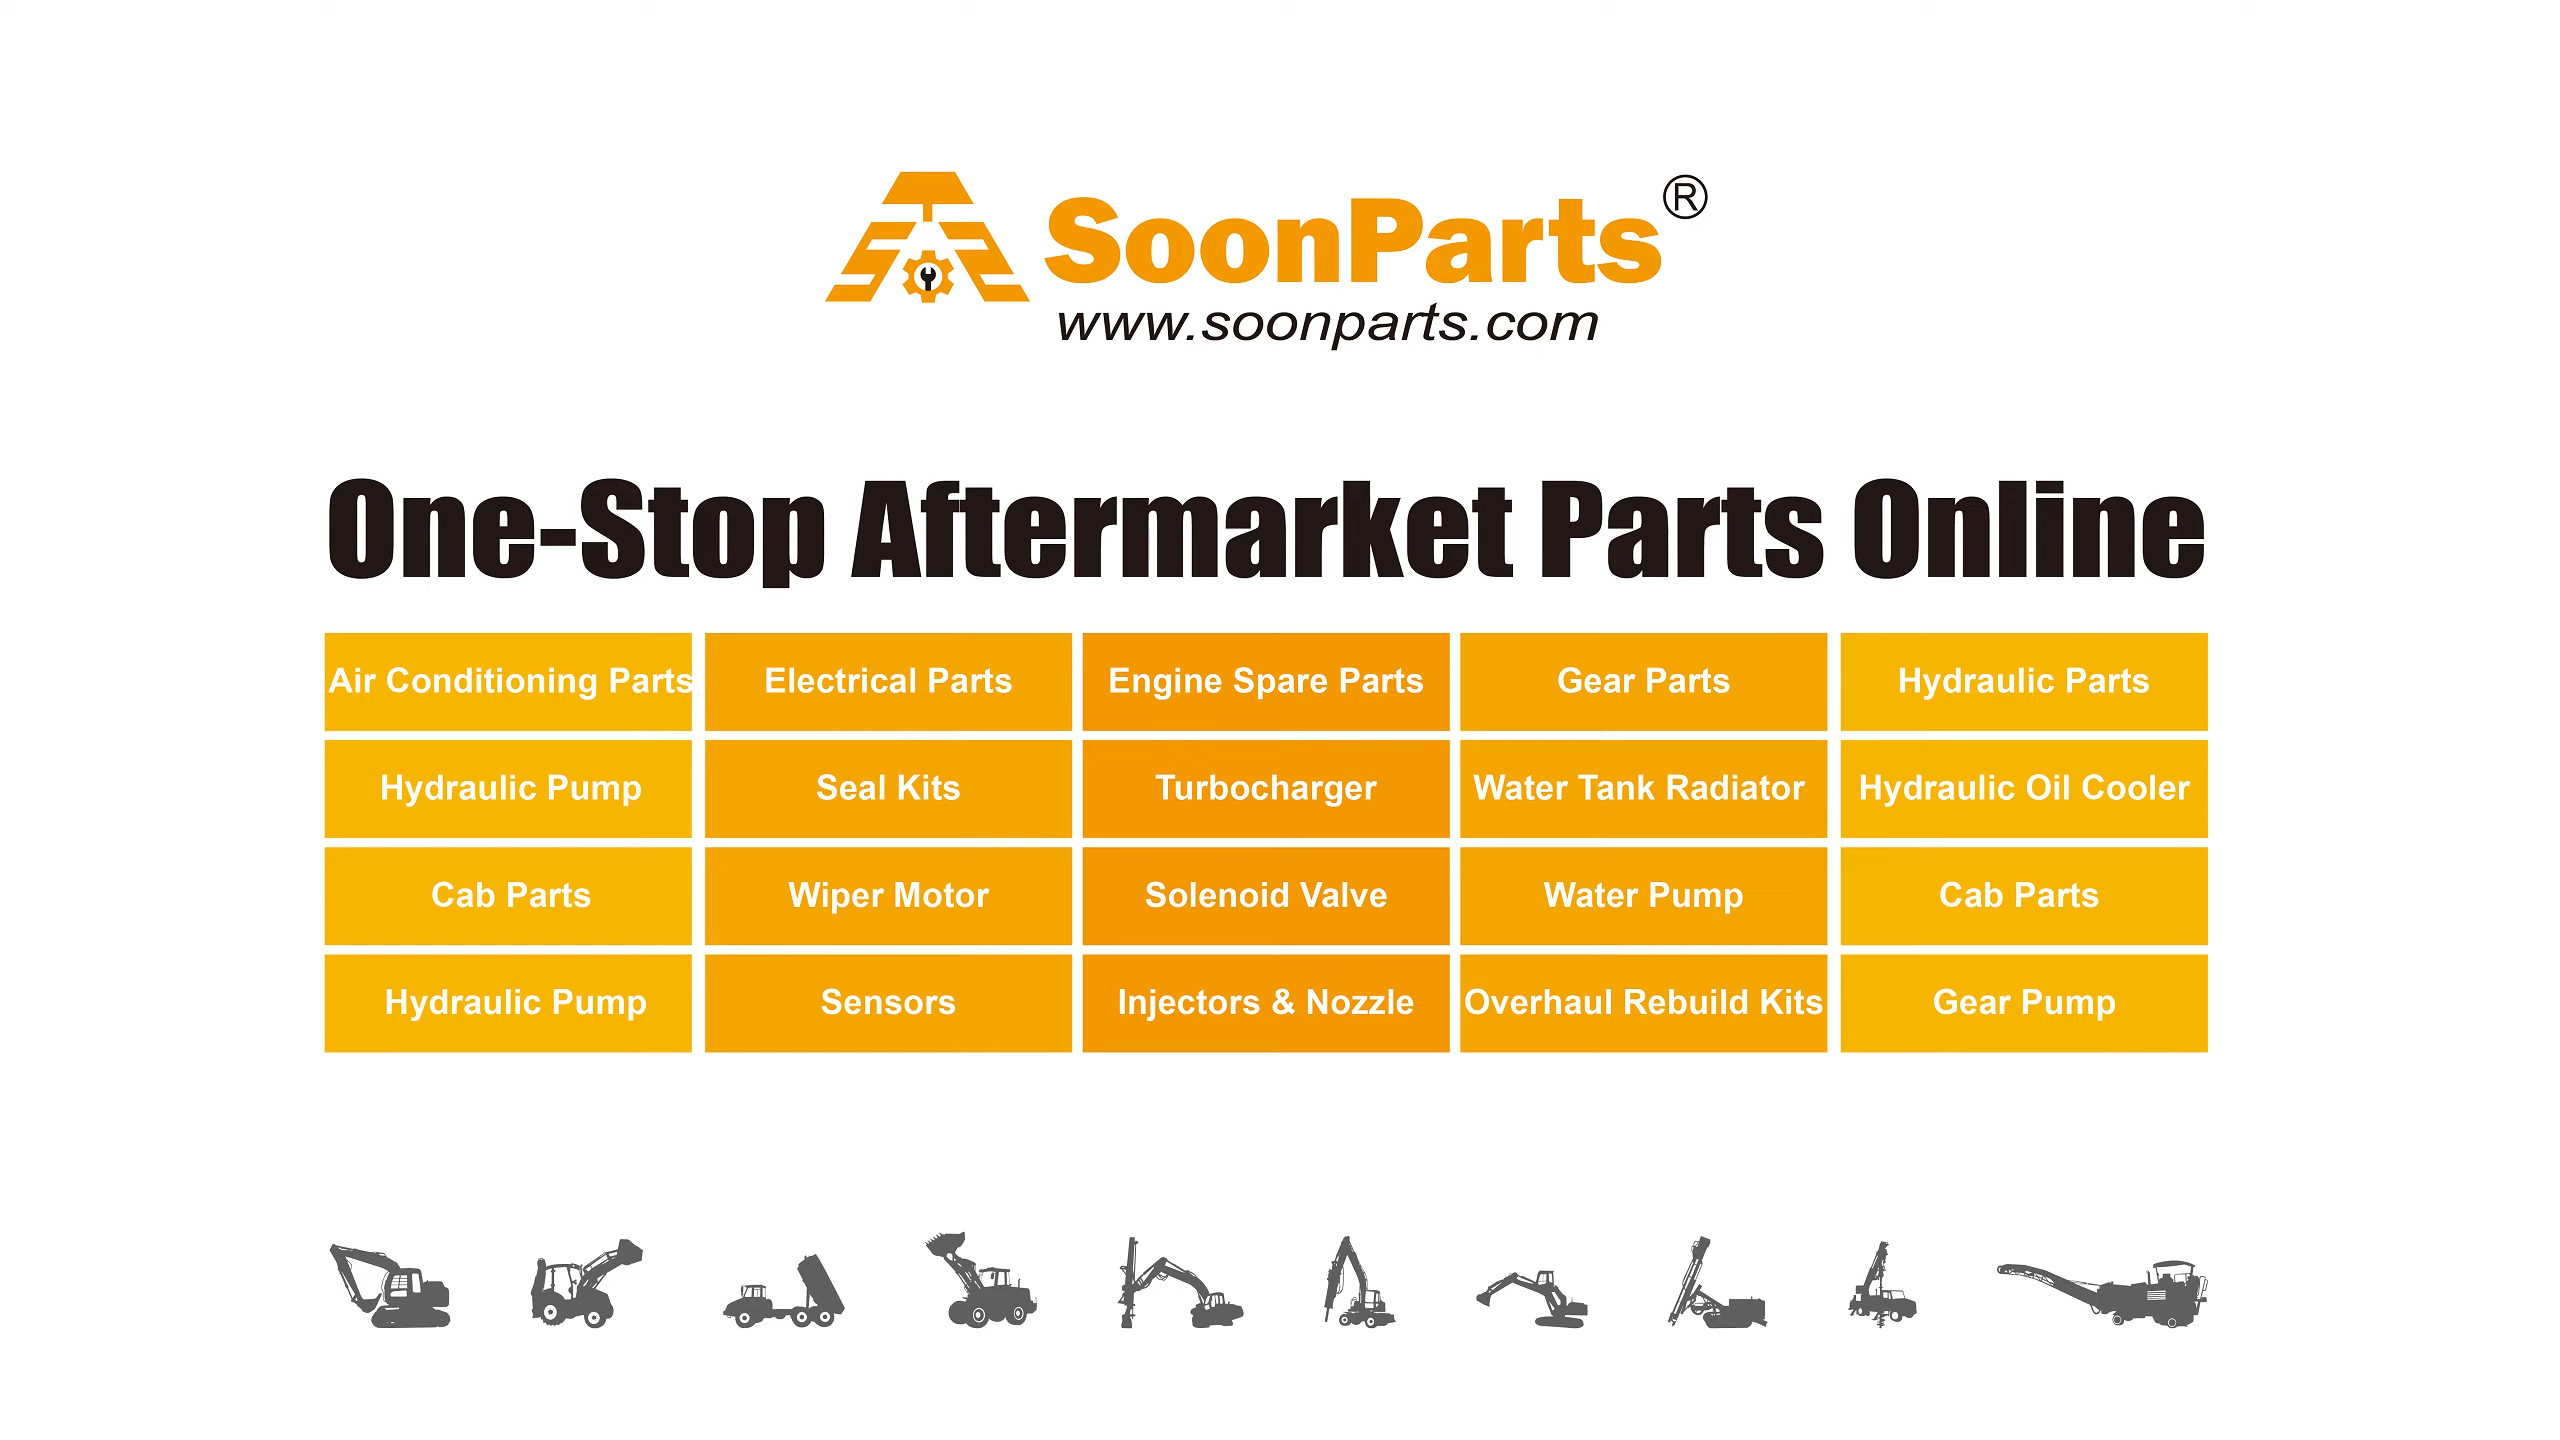 SoonParts®
www.soonparts.com
One-Stop Aftermarket Parts Online
Air Conditioning Parts
Electrical Parts
Engine Spare Parts
Gear Parts
Hydraulic Parts
Hydraulic Pump
Seal Kits
Turbocharger
Water Tank Radiator
Hydraulic Oil Cooler
Cab Parts
Wiper Motor
Solenoid Valve
Water Pump
Cab Parts
Hydraulic Pump
Sensors
Injectors & Nozzle
Overhaul Rebuild Kits
Gear Pump